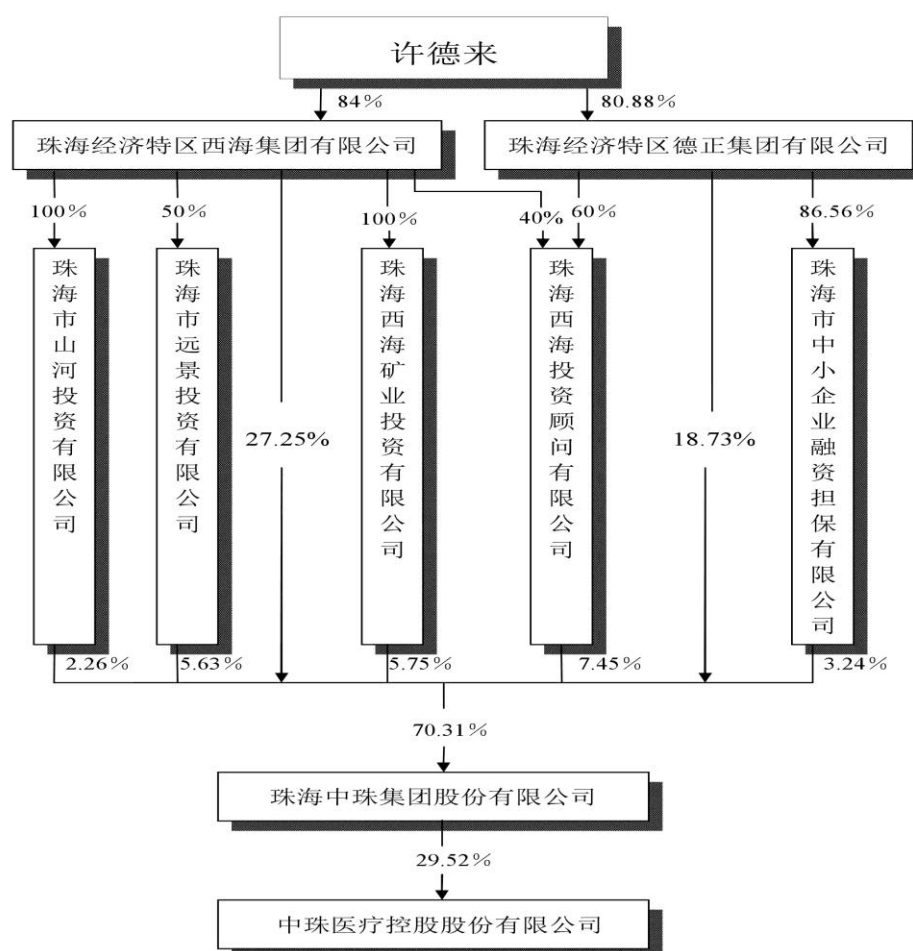 许德来
84%
80.88%
珠海经济特区西海集团有限公司
珠海经济特区德正集团有限公司
100%
50%
100%
40%
60%
86.56%
珠海市山河投资有限公司
珠海市远景投资有限公司
27.25%
珠海西海矿业投资有限公司
珠海西海投资顾问有限公司
18.73%
珠海市中小企业融资担保有限公司
2.26%
5.63%
5.75%
7.45%
3.24%
70.31%
珠海中珠集团股份有限公司
29.52%
中珠医疗控股股份有限公司